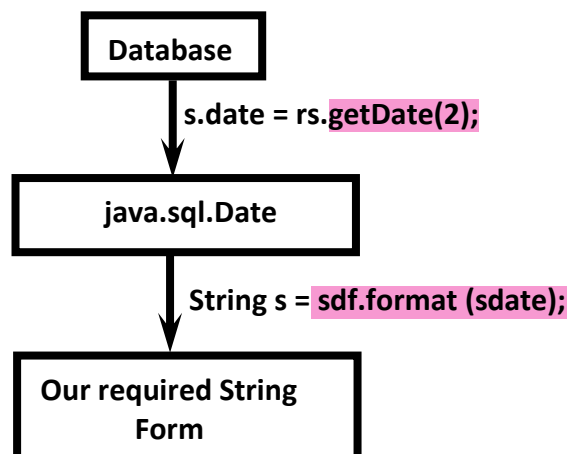 Database
s.date = rs.getDate(2);
java.sql.Date
String s = sdf.format (sdate);
Our required String
Form